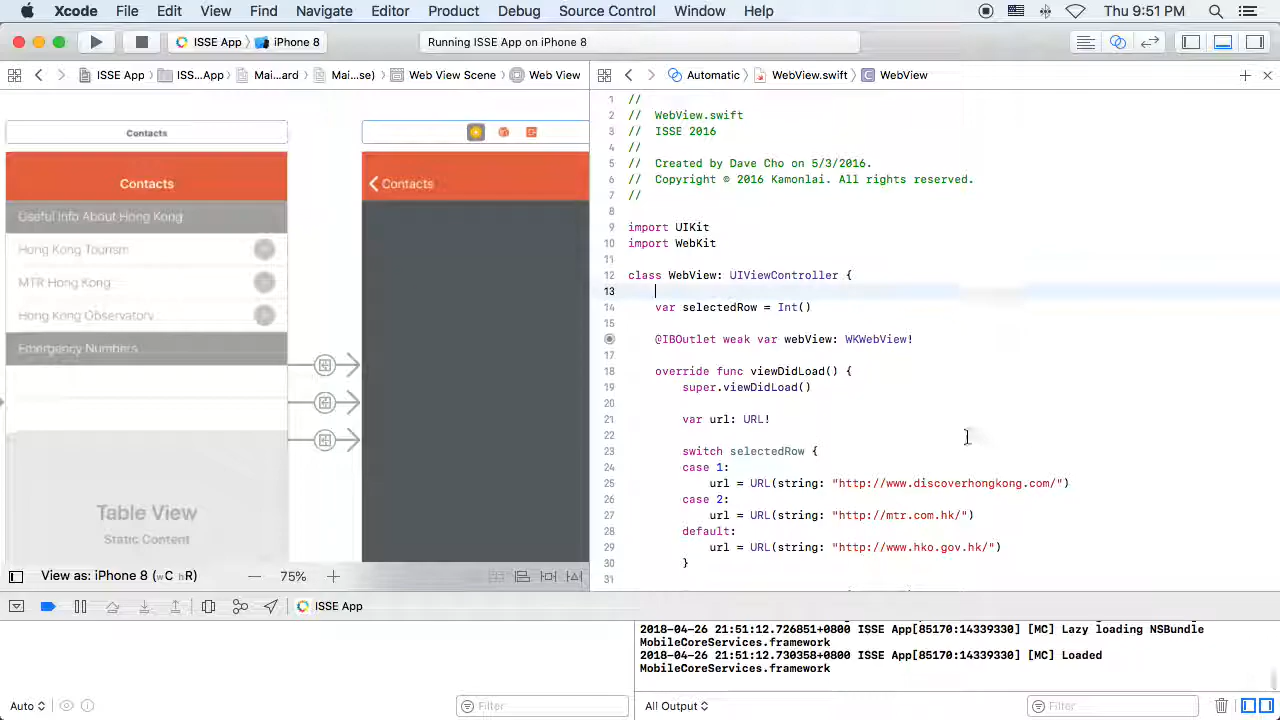 Xcode File Edit View Find Navigate Editor Product Debug Source Control Window Help Thu 9:51 PM
ISSE App iPhone 8 Running ISSE App on iPhone 8
ISSE App ISS...App Mai...ard Mai...se) Web View Scene Web View
Automatic WebView.swift C WebView
Contacts
Contacts
Useful Info About Hong Kong
Hong Kong Tourism
MTR Hong Kong
Hong Kong Observatory
Emergency Numbers
Table View
Static Content
Contacts
View as: iPhone 8 (wC hR) 75%
1 //
2 // WebView.swift
3 // ISSE 2016
4 //
5 // Created by Dave Cho on 5/3/2016.
6 // Copyright © 2016 Kamonlai. All rights reserved.
7 //
8
9 import UIKit
10 import WebKit
11
12 class WebView: UIViewController {
13
14 var selectedRow = Int()
15
@IBOutlet weak var webView: WKWebView!
17
18 override func viewDidLoad() {
19 super.viewDidLoad()
20
21 var url: URL!
22
23 switch selectedRow {
24 case 1:
25 url = URL(string: "http://www.discoverhongkong.com/")
26 case 2:
27 url = URL(string: "http://mtr.com.hk/")
28 default:
29 url = URL(string: "http://www.hko.gov.hk/")
30 }
31
ISSE App
2018-04-26 21:51:12.726851+0800 ISSE App[85170:14339330] [MC] Lazy loading NSBundle
MobileCoreServices.framework
2018-04-26 21:51:12.730358+0800 ISSE App[85170:14339330] [MC] Loaded
MobileCoreServices.framework
Auto Filter All Output Filter